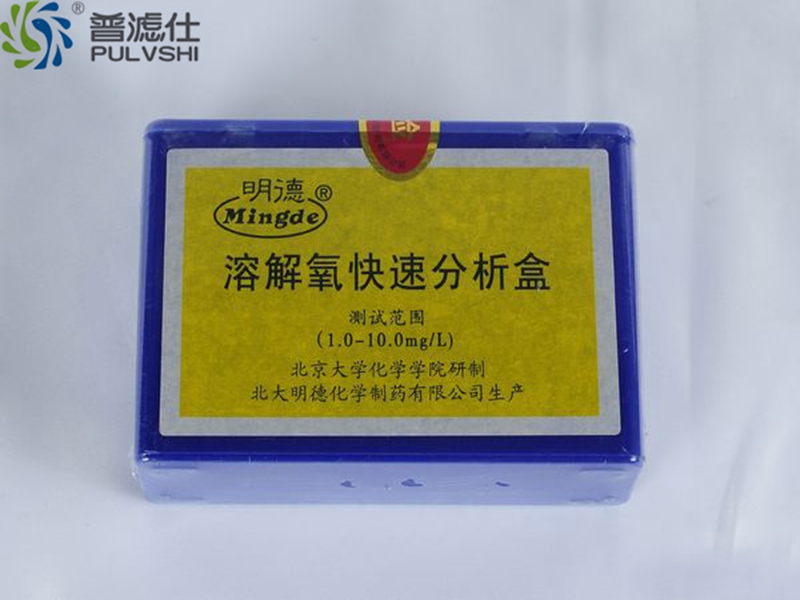 普滤仕®
PULVSHI
明德®
Mingde
溶解氧快速分析盒
测试范围
(1.0-10.0mg/L)
北京大学化学学院研制
北大明德化学制药有限公司生产